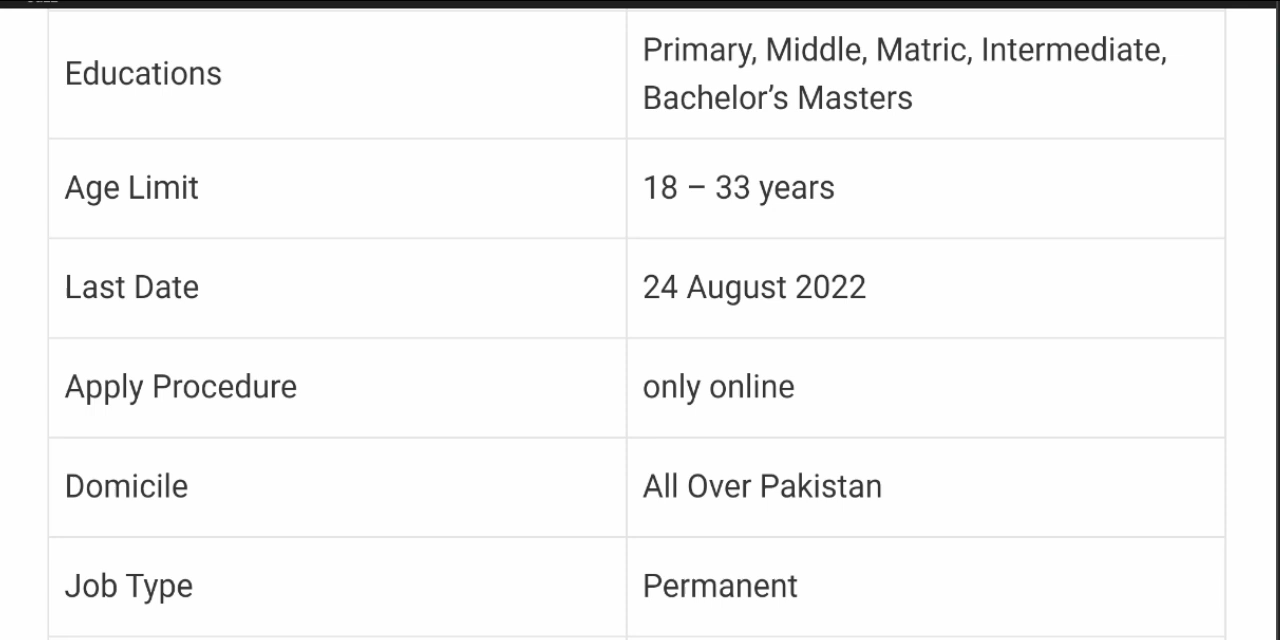 Educations
Primary, Middle, Matric, Intermediate,
Bachelor’s Masters
Age Limit
18 – 33 years
Last Date
24 August 2022
Apply Procedure
only online
Domicile
All Over Pakistan
Job Type
Permanent